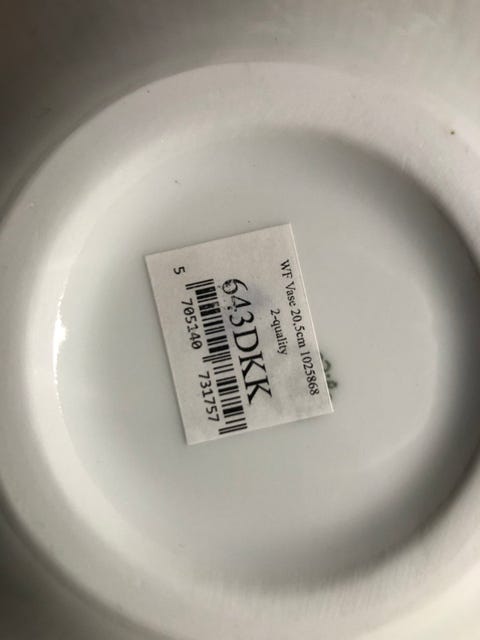 WF Vase 20,5cm 1025868
2-quality
643DKK
5 705140 731757